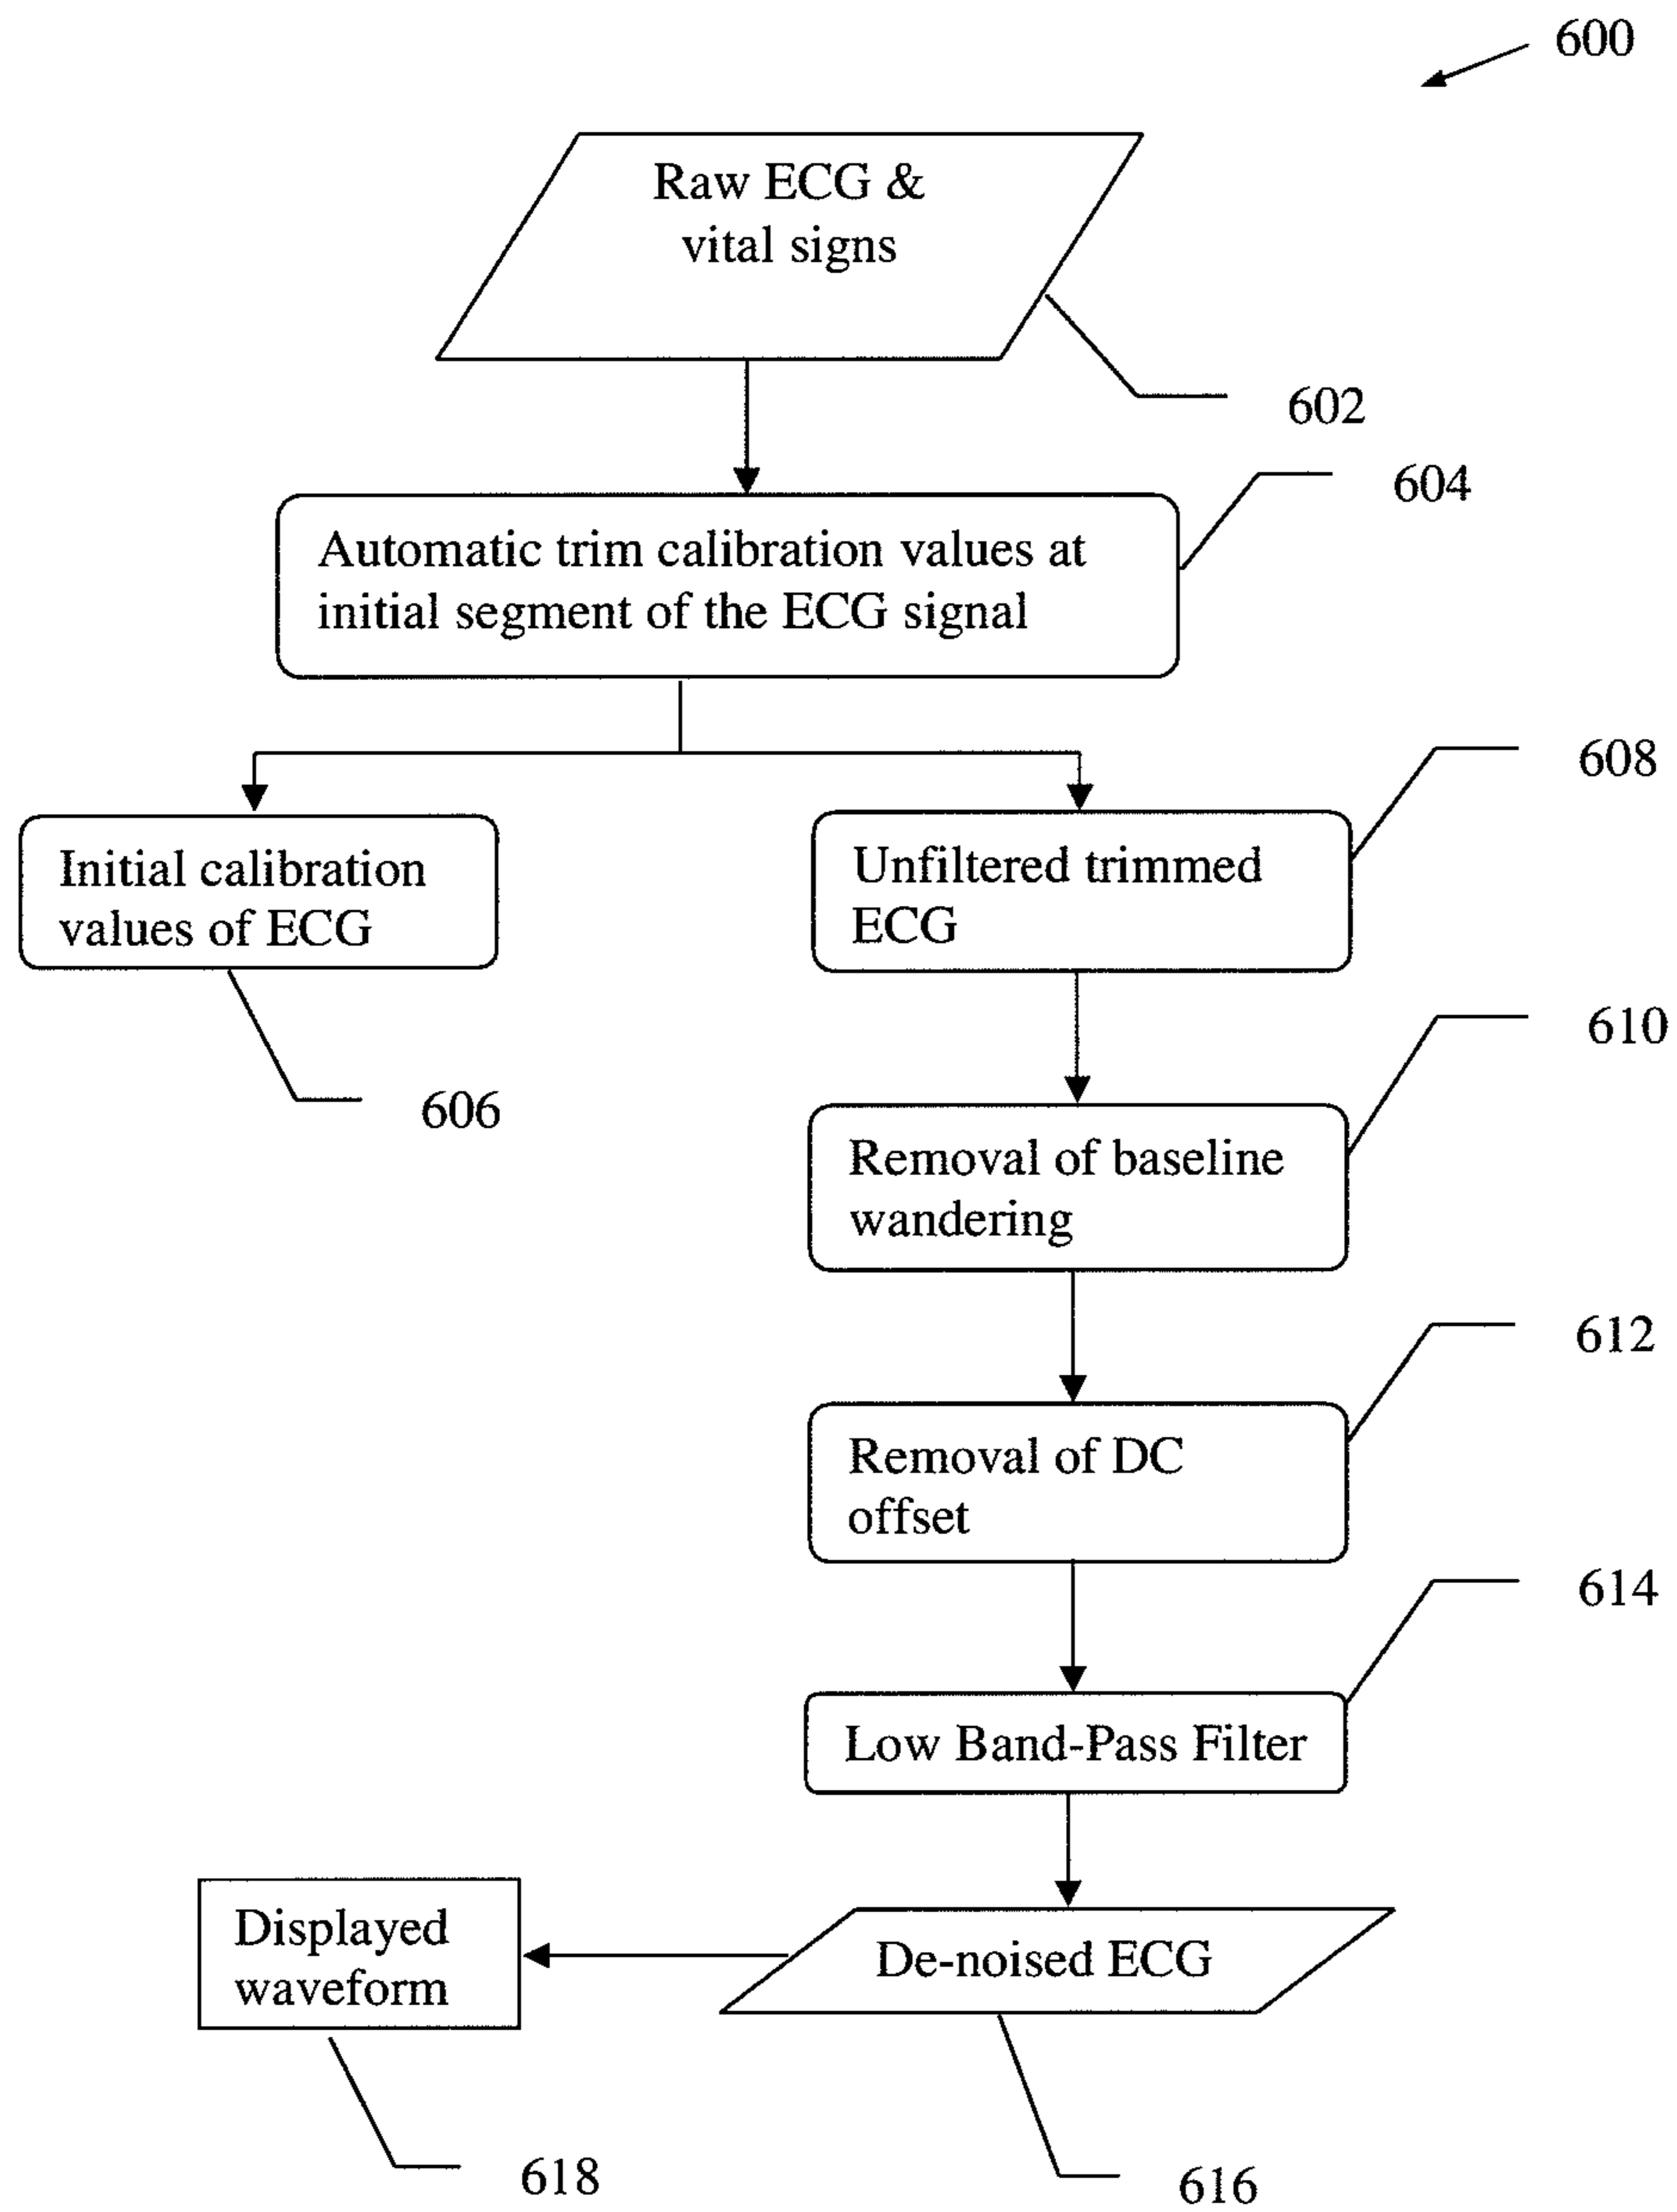 600
Raw ECG &
vital signs
602
604
Automatic trim calibration values at
initial segment of the ECG signal
608
Initial calibration
values of ECG
Unfiltered trimmed
ECG
606
610
Removal of baseline
wandering
612
Removal of DC
offset
614
Low Band-Pass Filter
Displayed
waveform
De-noised ECG
618
616